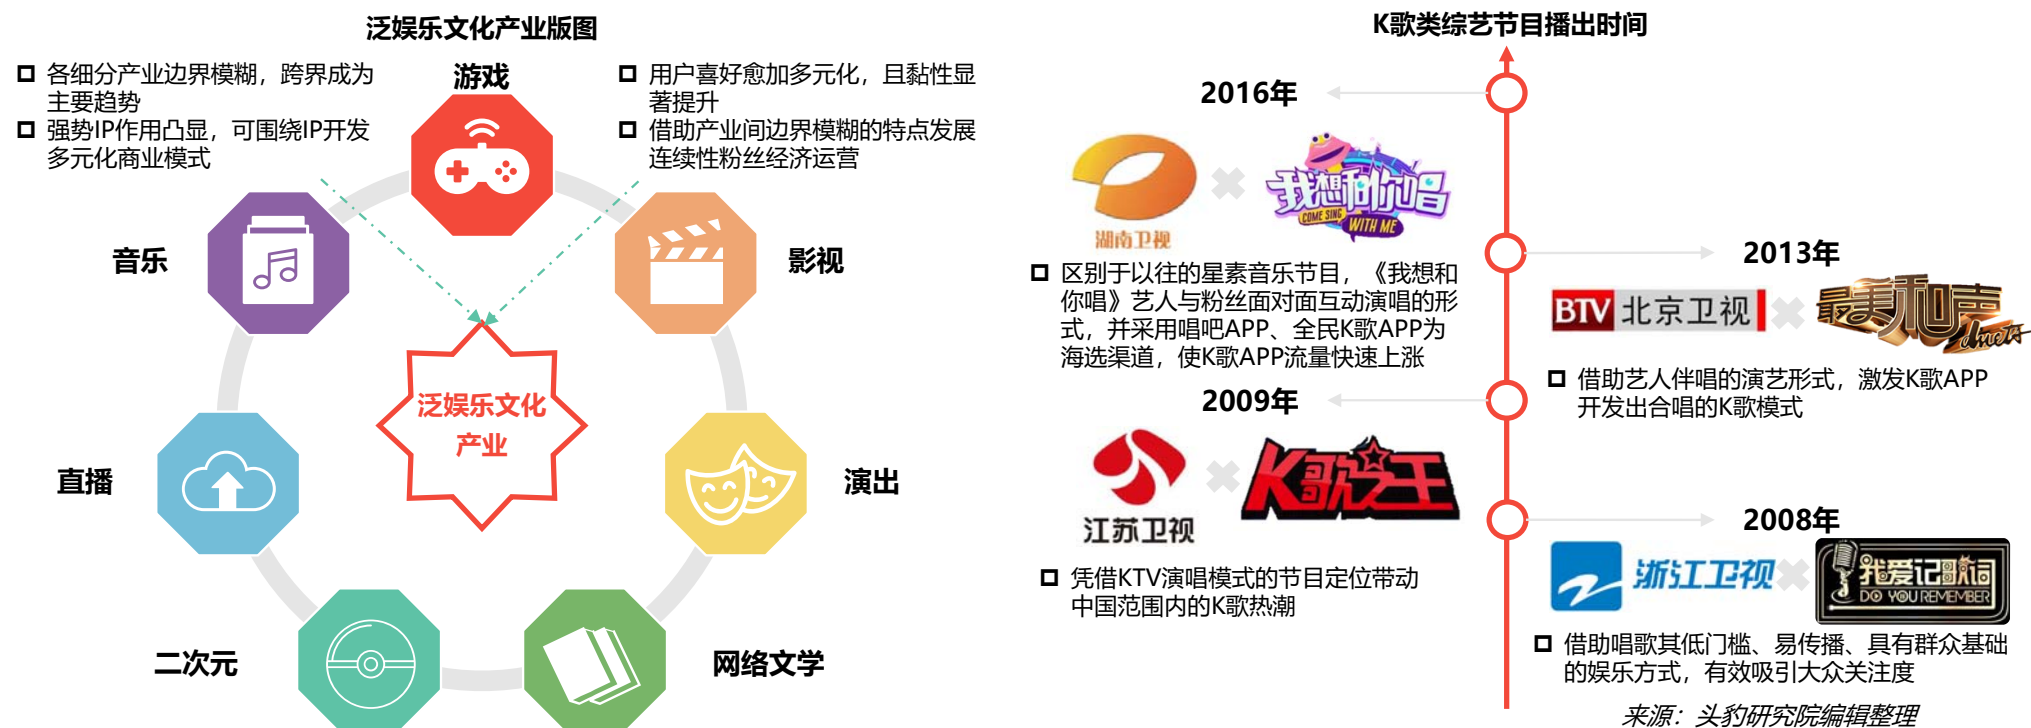 泛娱乐文化产业版图
各细分产业边界模糊，跨界成为
主要趋势
强势IP作用凸显，可围绕IP开发
多元化商业模式
游戏
用户喜好愈加多元化，且黏性显
著提升
借助产业间边界模糊的特点发展
连续性粉丝经济运营
音乐
影视
泛娱乐文化
产业
直播
演出
二次元
网络文学
K歌类综艺节目播出时间
2016年
湖南卫视
我想和你唱
COME SING
WITH ME
区别于以往的星素音乐节目，《我想和
你唱》艺人与粉丝面对面互动演唱的形
式，并采用唱吧APP、全民K歌APP为
海选渠道，使K歌APP流量快速上涨
2013年
BTV 北京卫视
最美和声
duets
借助艺人伴唱的演艺形式，激发K歌APP
开发出合唱的K歌模式
2009年
江苏卫视
K歌之王
凭借KTV演唱模式的节目定位带动
中国范围内的K歌热潮
2008年
浙江卫视
我爱记歌词
DO YOU REMEMBER
借助唱歌其低门槛、易传播、具有群众基础
的娱乐方式，有效吸引大众关注度
来源：头豹研究院编辑整理